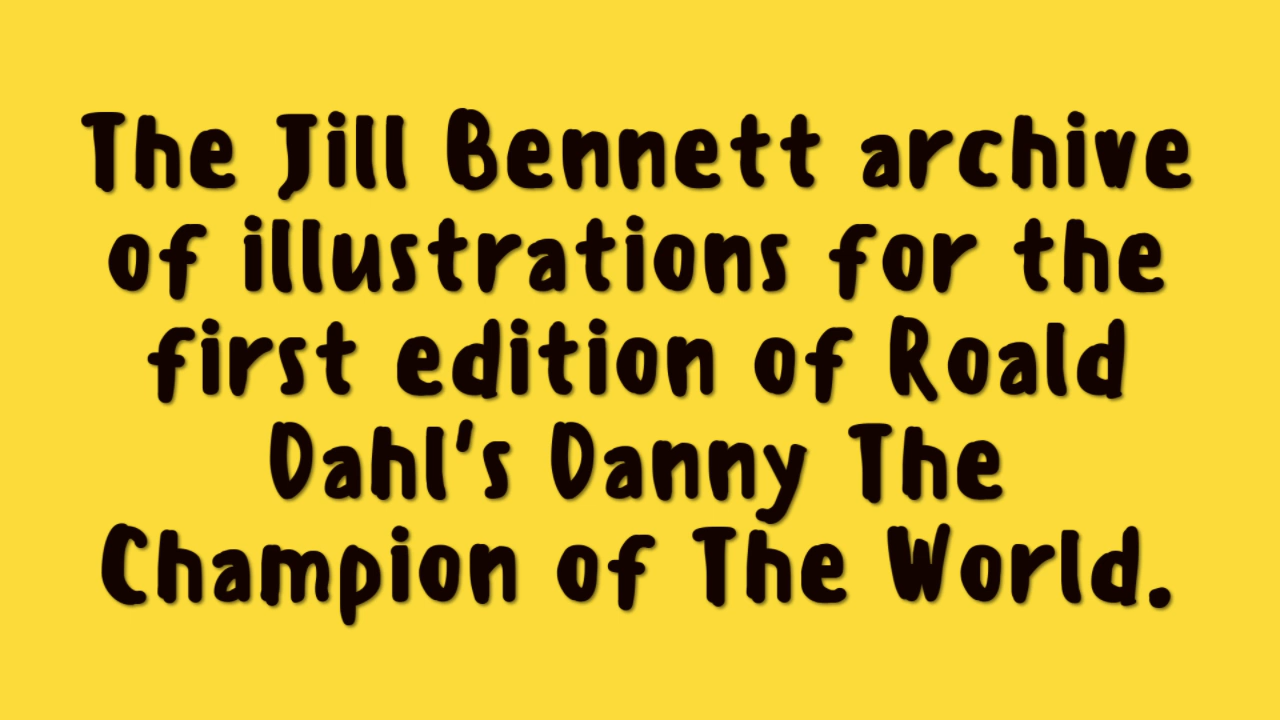 The Jill Bennett archive
of illustrations for the
first edition of Roald
Dahl's Danny The
Champion of The World.